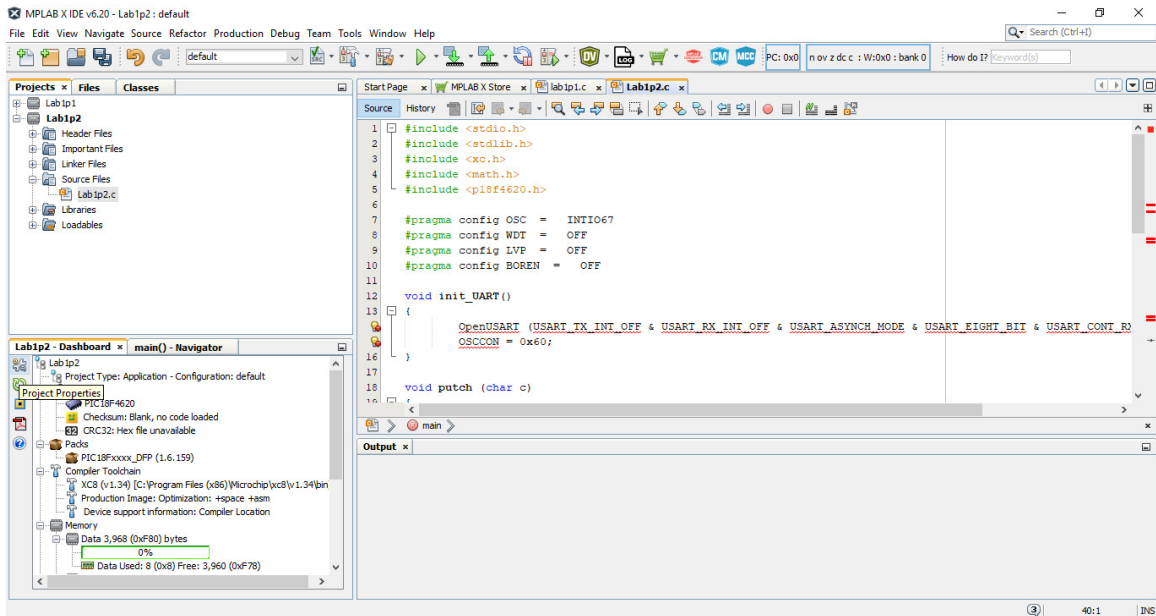 MPLAB X IDE v6.20 - Lab1p2 : default
File Edit View Navigate Source Refactor Production Debug Team Tools Window Help
Search (Ctrl+I)
default
PC: 0x0
n ov z dc c : W:0x0 : bank 0
How do I? Keyword(s)
Projects Files Classes
Lab1p1
Lab1p2
Header Files
Important Files
Linker Files
Source Files
Lab1p2.c
Libraries
Loadables
Lab1p2 - Dashboard main() - Navigator
Lab1p2
Project Type: Application - Configuration: default
Project Properties
PIC18F4620
Checksum: Blank, no code loaded
CRC32: Hex file unavailable
Packs
PIC18Fxxxx_DFP (1.6.159)
Compiler Toolchain
XC8 (v1.34) [C:\Program Files (x86)\Microchip\xc8\v1.34\bin
Production Image: Optimization: +space +asm
Device support information: Compiler Location
Memory
Data 3,968 (0xF80) bytes
0%
Data Used: 8 (0x8) Free: 3,960 (0xF78)
Start Page MPLAB X Store lab1p1.c Lab1p2.c
Source History
1 #include <stdio.h>
2 #include <stdlib.h>
3 #include <xc.h>
4 #include <math.h>
5 #include <p18f4620.h>
6
7 #pragma config OSC = INTIO67
8 #pragma config WDT = OFF
9 #pragma config LVP = OFF
10 #pragma config BOREN = OFF
11
12 void init_UART()
13 {
OpenUSART (USART_TX_INT_OFF & USART_RX_INT_OFF & USART_ASYNCH_MODE & USART_EIGHT_BIT & USART_CONT_RX
OSCCON = 0x60;
16 }
17
18 void putch (char c)
19 {
main
Output
3 40:1 INS